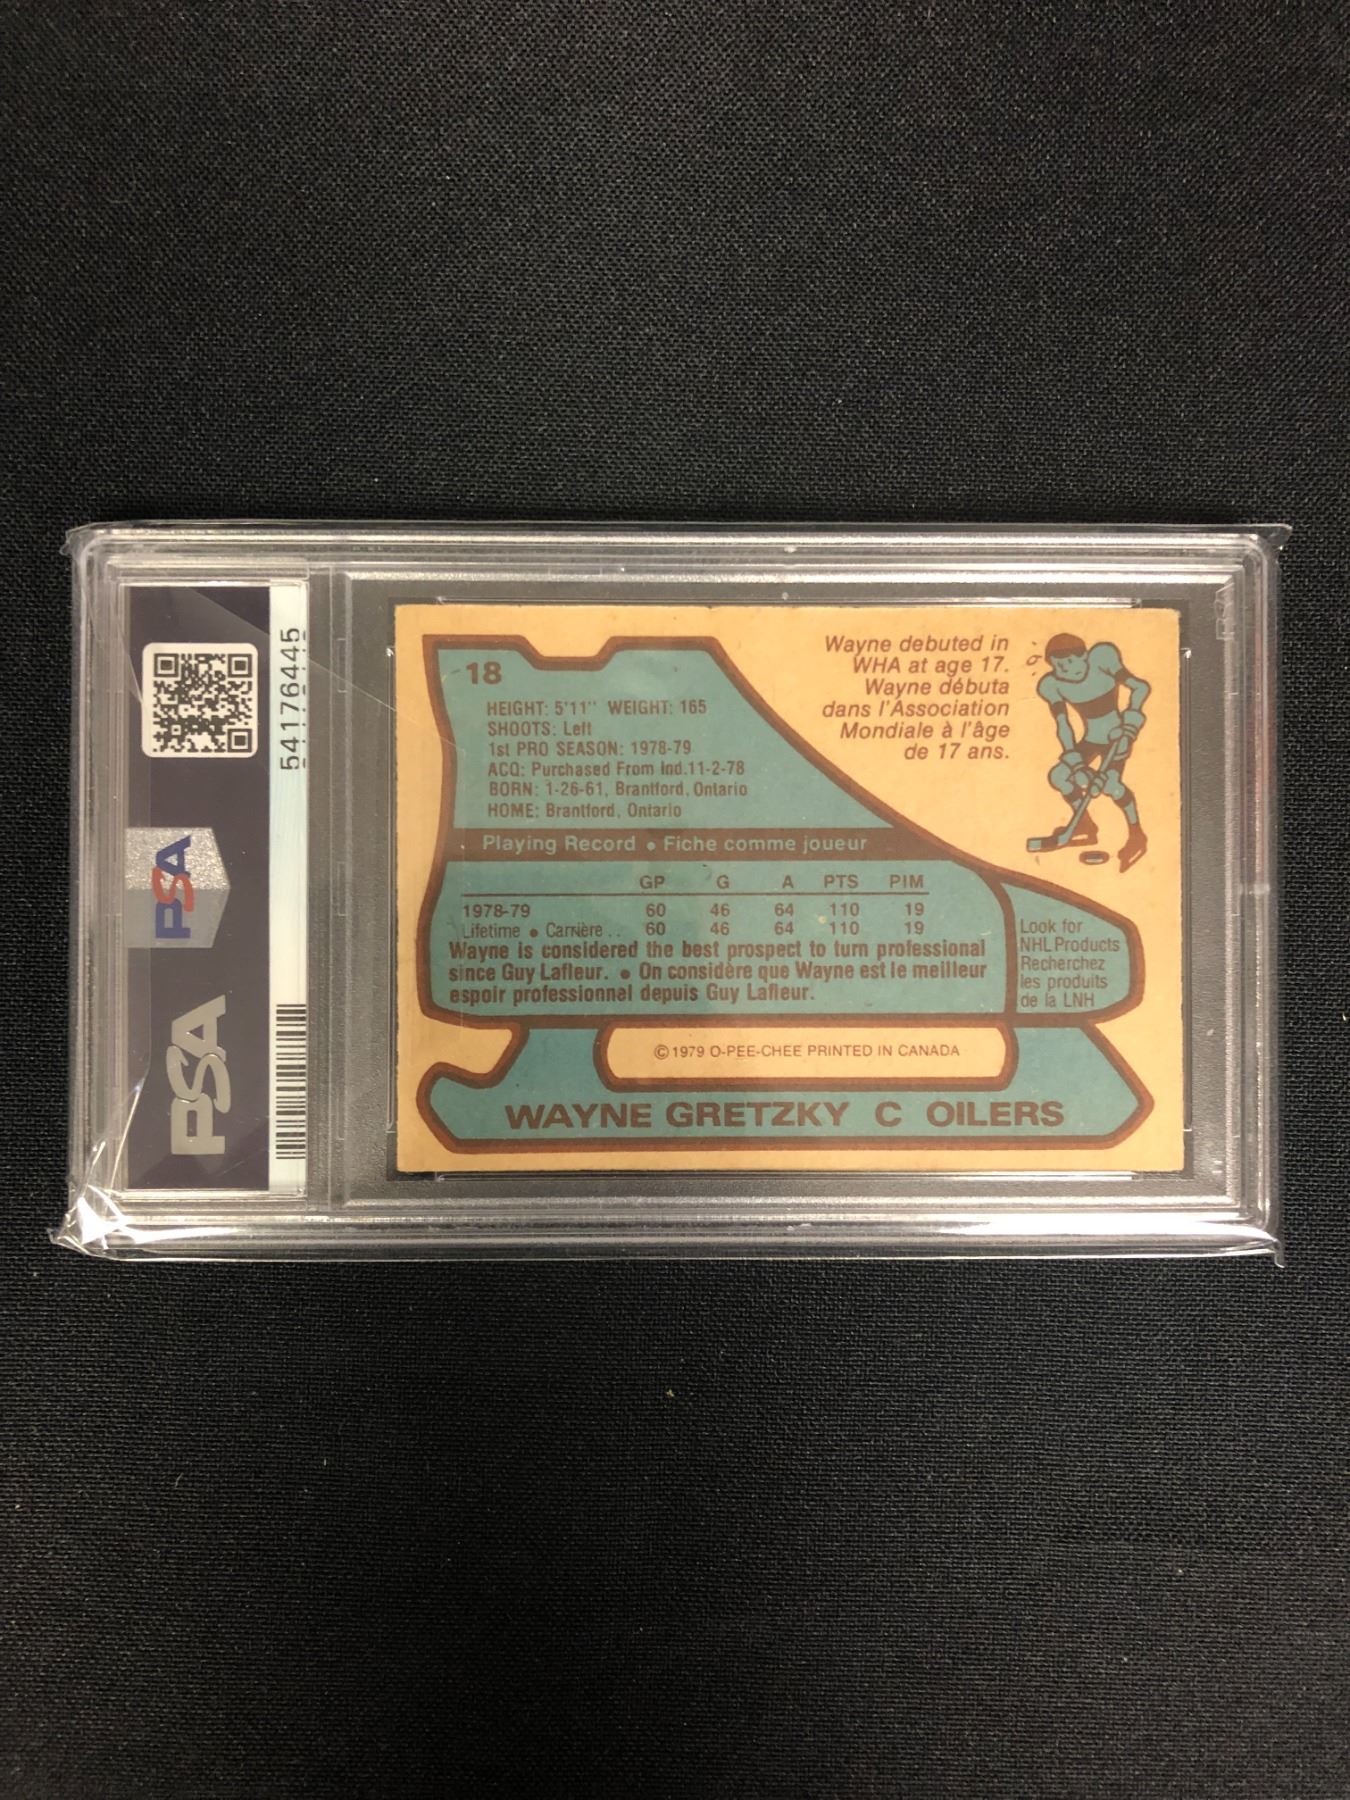 54176445
PSA
PSA
18
HEIGHT: 5'11" WEIGHT: 165
SHOOTS: Left
1st PRO SEASON: 1978-79
ACQ: Purchased From Ind.11-2-78
BORN: 1-26-61, Brantford, Ontario
HOME: Brantford, Ontario
Wayne debuted in
WHA at age 17.
Wayne débuta
dans l'Association
Mondiale à l'âge
de 17 ans.
Playing Record • Fiche comme joueur
GP G A PTS PIM
1978-79 60 46 64 110 19
Lifetime • Carrière .. 60 46 64 110 19
Wayne is considered the best prospect to turn professional
since Guy Lafleur. • On considère que Wayne est le meilleur
espoir professionnel depuis Guy Lafleur.
Look for
NHL Products
Recherchez
les produits
de la LNH
© 1979 O-PEE-CHEE PRINTED IN CANADA
WAYNE GRETZKY C OILERS